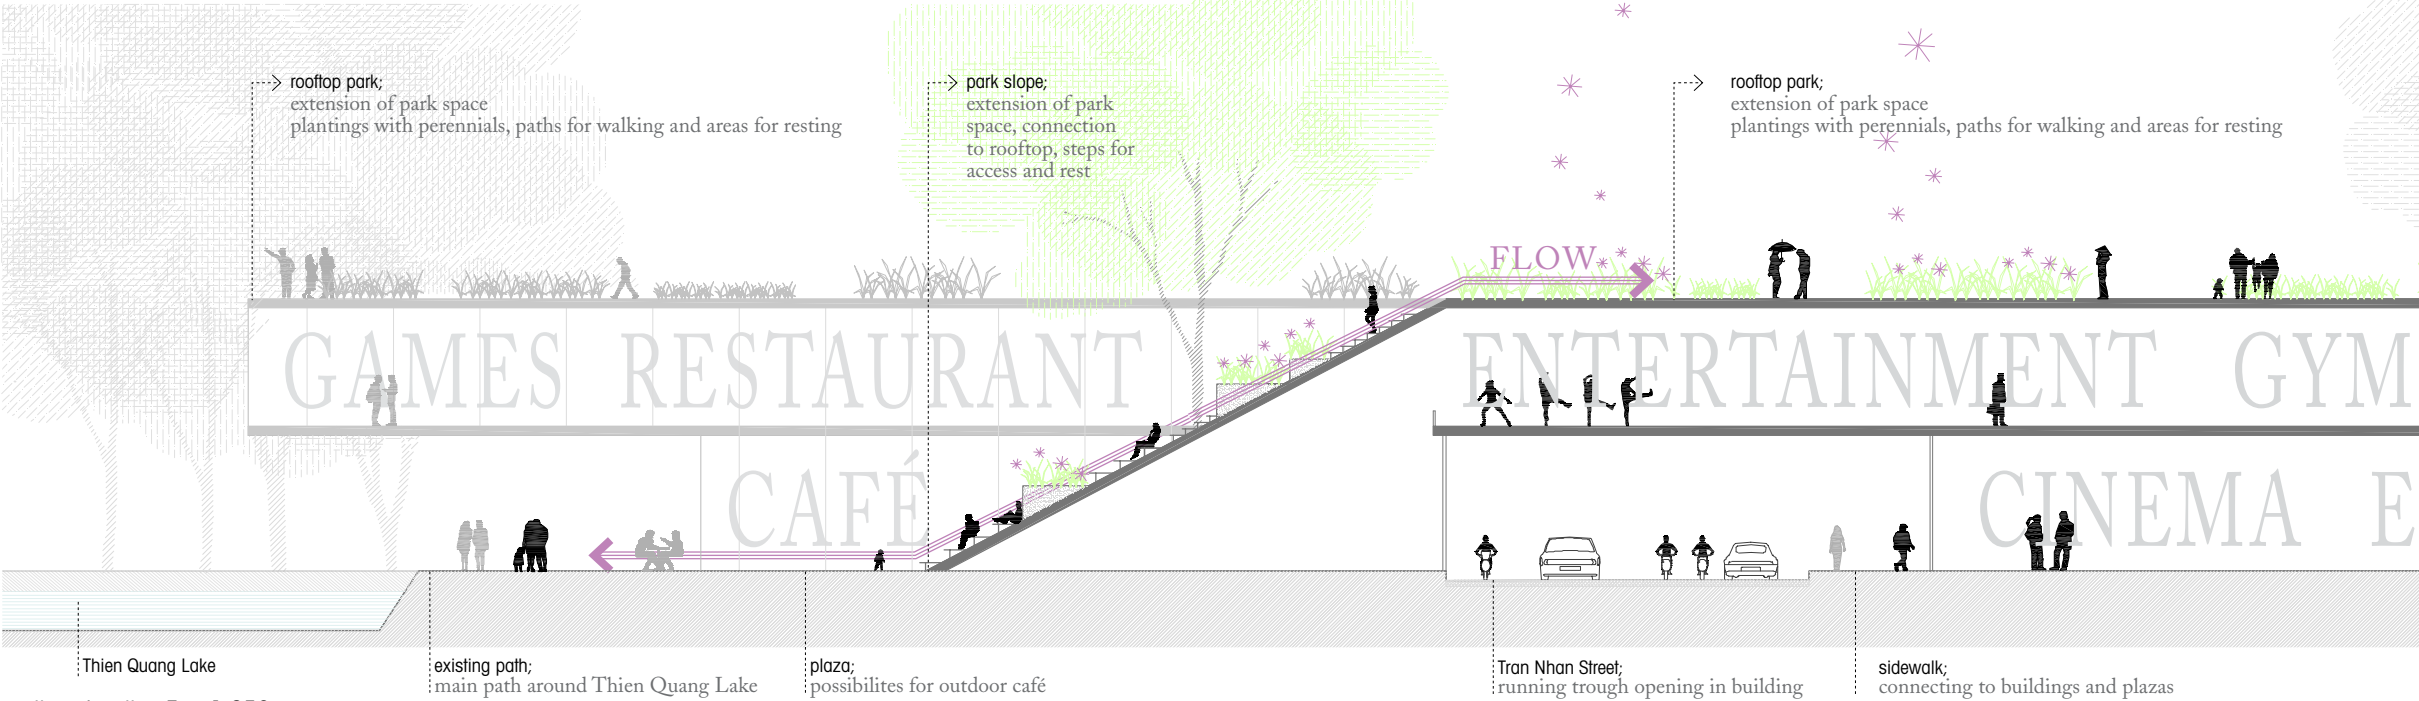 rooftop park;
extension of park space
plantings with perennials, paths for walking and areas for resting
park slope;
extension of park
space, connection
to rooftop, steps for
access and rest
rooftop park;
extension of park space
plantings with perennials, paths for walking and areas for resting
FLOW
GAMES RESTAURANT
ENTERTAINMENT GYM
CAFÉ
CINEMA E
Thien Quang Lake
existing path;
main path around Thien Quang Lake
plaza;
possibilites for outdoor café
Tran Nhan Street;
running trough opening in building
sidewalk;
connecting to buildings and plazas